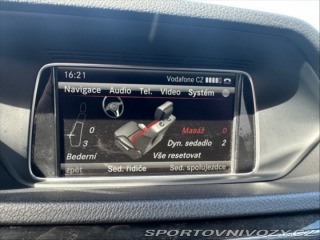 16:21 Vodafone CZ
Navigace Audio Tel. Video Systém
0
3
Bederní
Masáž 0
Dyn. sedadlo 2
Vše resetovat
zpět Sed. řidiče Sed. spolujezdce
SPORTOVNIVOZY.CZ